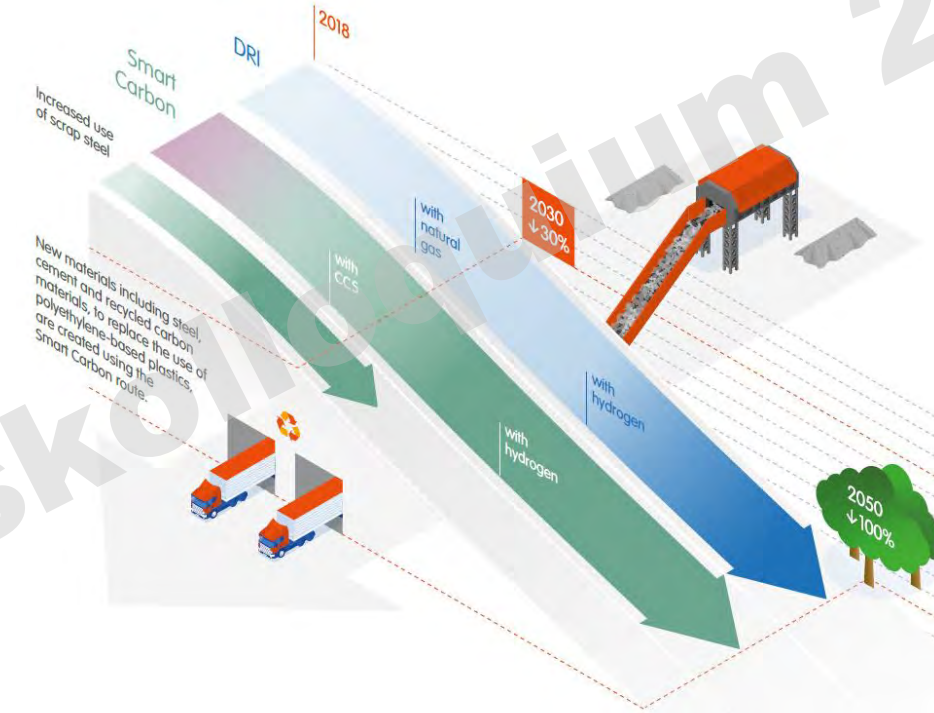 2018
DRI
Smart
Carbon
Increased use
of scrap steel
with
natural
gas
2030
↓30%
with
CCS
New materials including steel,
cement and recycled carbon
materials, to replace the use of
polyethylene-based plastics,
are created using the
Smart Carbon route.
with
hydrogen
with
hydrogen
2050
↓100%
skolloquium 2